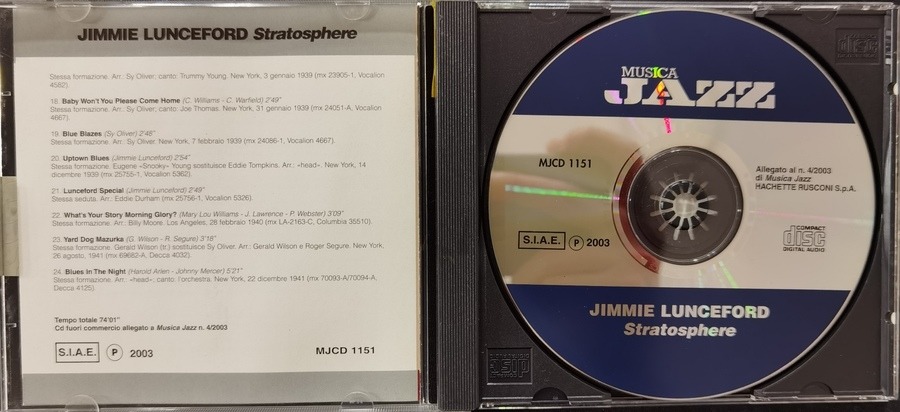 JIMMIE LUNCEFORD Stratosphere
Stessa formazione. Arr.: Sy Oliver; canto: Trummy Young. New York, 3 gennaio 1939 (mx 23905-1, Vocalion
4582).
18. Baby Won't You Please Come Home (C. Williams - C. Warfield) 2'49"
Stessa formazione. Arr.: Sy Oliver; canto: Joe Thomas. New York, 31 gennaio 1939 (mx 24051-A, Vocalion
4667).
19. Blue Blazes (Sy Oliver) 2'46"
Stessa formazione. Arr.: Sy Oliver. New York, 7 febbraio 1939 (mx 24086-1, Vocalion 4667).
20. Uptown Blues (Jimmie Lunceford) 2'54"
Stessa formazione. Eugene «Snooky» Young sostituisce Eddie Tompkins. Arr.: «head». New York, 14
dicembre 1939 (mx 25755-1, Vocalion 5362).
21. Lunceford Special (Jimmie Lunceford) 2'49"
Stessa seduta. Arr.: Eddie Durham (mx 25756-1, Vocalion 5326).
22. What's Your Story Morning Glory? (Mary Lou Williams - J. Lawrence - P. Webster) 3'09"
Stessa formazione. Arr.: Billy Moore. Los Angeles, 28 febbraio 1940 (mx LA-2163-C, Columbia 35510).
23. Yard Dog Mazurka (G. Wilson - R. Segure) 3'16"
Stessa formazione. Gerald Wilson (tr.) sostituisce Sy Oliver. Arr.: Gerald Wilson e Roger Segure. New York,
26 agosto, 1941 (mx 69682-A, Decca 4032).
24. Blues In The Night (Harold Arlen - Johnny Mercer) 5'21"
Stessa formazione. Arr.: «head»; canto: l'orchestra. New York, 22 dicembre 1941 (mx 70093-A/70094-A,
Decca 4125).
Tempo totale 74'01"
Cd fuori commercio allegato a Musica Jazz n. 4/2003
S.I.A.E. P 2003
MJCD 1151
MUSICA
JAZZ
MJCD 1151
Allegato al n. 4/2003
di Musica Jazz
HACHETTE RUSCONI S.p.A.
S.I.A.E. P 2003
COMPACT
disc
DIGITAL AUDIO
JIMMIE LUNCEFORD
Stratosphere